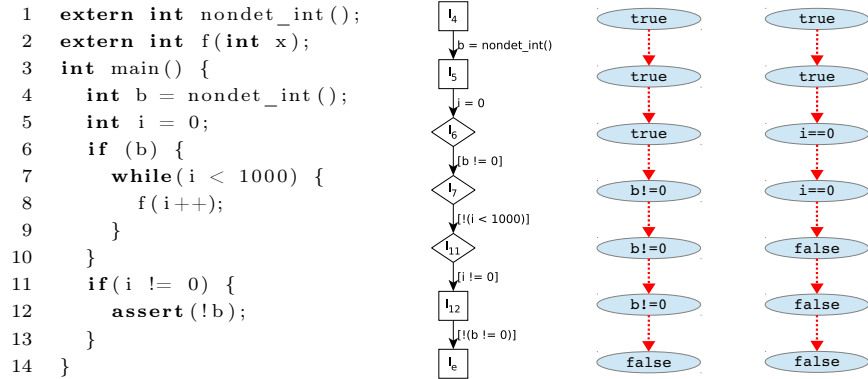 1 extern int nondet_int();
2 extern int f(int x);
3 int main() {
4 int b = nondet_int();
5 int i = 0;
6 if (b) {
7 while(i < 1000) {
8 f(i++);
9 }
10 }
11 if(i != 0) {
12 assert(!b);
13 }
14 }
l4
b = nondet_int()
l5
i = 0
l6
[b != 0]
l7
[!(i < 1000)]
l11
[i != 0]
l12
[!(b != 0)]
le
true
true
true
b!=0
b!=0
b!=0
false
true
true
i==0
i==0
false
false
false